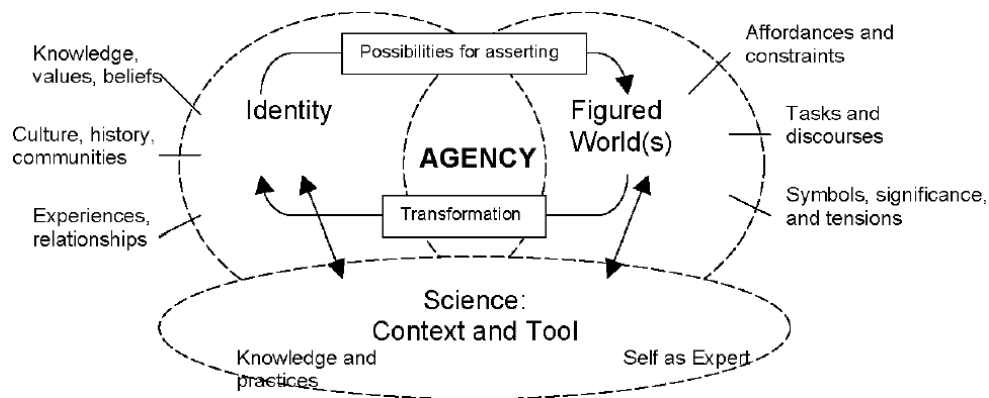 Knowledge,
values, beliefs
Culture, history,
communities
Experiences,
relationships
Possibilities for asserting
Identity
Figured
World(s)
AGENCY
Transformation
Affordances and
constraints
Tasks and
discourses
Symbols, significance,
and tensions
Science:
Context and Tool
Knowledge and
practices
Self as Expert